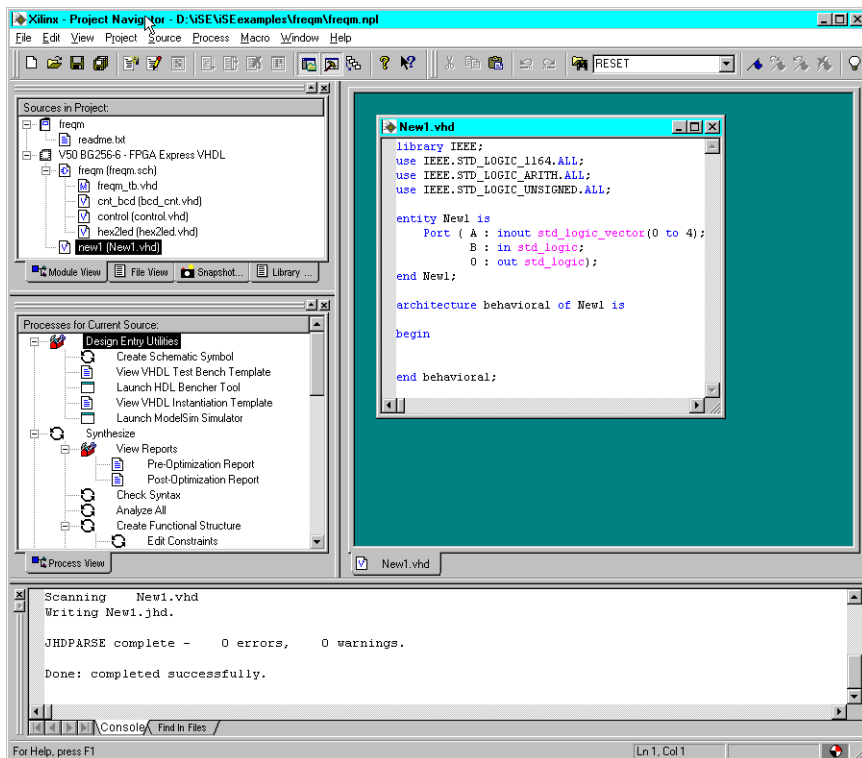 Xilinx - Project Navigator - D:\iSE\iSEexamples\freqm\freqm.npl
File Edit View Project Source Process Macro Window Help
RESET
Sources in Project:
freqm
readme.txt
V50 BG256-6 - FPGA Express VHDL
freqm (freqm.sch)
freqm_tb.vhd
cnt_bcd (bcd_cnt.vhd)
control (control.vhd)
hex2led (hex2led.vhd)
new1 (New1.vhd)
Module View File View Snapshot... Library ...
Processes for Current Source:
Design Entry Utilities
Create Schematic Symbol
View VHDL Test Bench Template
Launch HDL Bencher Tool
View VHDL Instantiation Template
Launch ModelSim Simulator
Synthesize
View Reports
Pre-Optimization Report
Post-Optimization Report
Check Syntax
Analyze All
Create Functional Structure
Edit Constraints
Process View
New1.vhd
library IEEE;
use IEEE.STD_LOGIC_1164.ALL;
use IEEE.STD_LOGIC_ARITH.ALL;
use IEEE.STD_LOGIC_UNSIGNED.ALL;
entity New1 is
Port ( A : inout std_logic_vector(0 to 4);
B : in std_logic;
O : out std_logic);
end New1;
architecture behavioral of New1 is
begin
end behavioral;
New1.vhd
Scanning New1.vhd
Writing New1.jhd.
JHDPARSE complete - 0 errors, 0 warnings.
Done: completed successfully.
Console Find In Files
For Help, press F1
Ln 1, Col 1